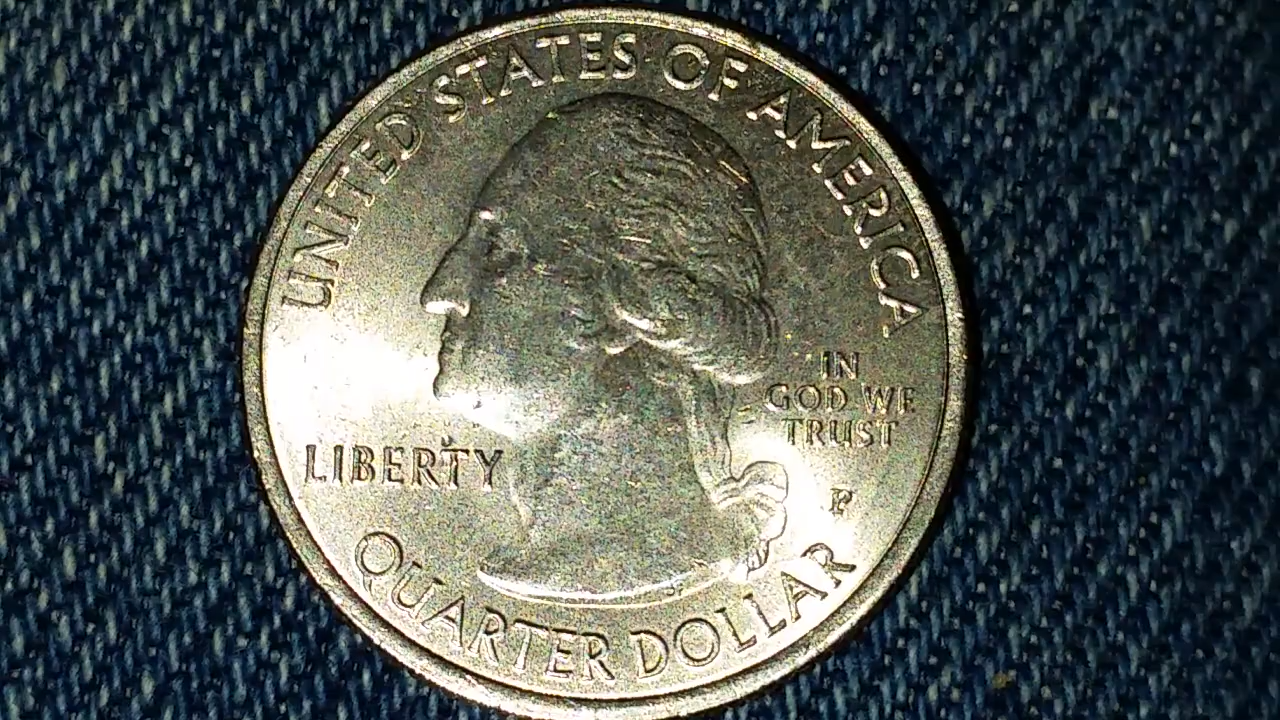 UNITED STATES OF AMERICA
IN
GOD WE
TRUST
LIBERTY
P
QUARTER DOLLAR